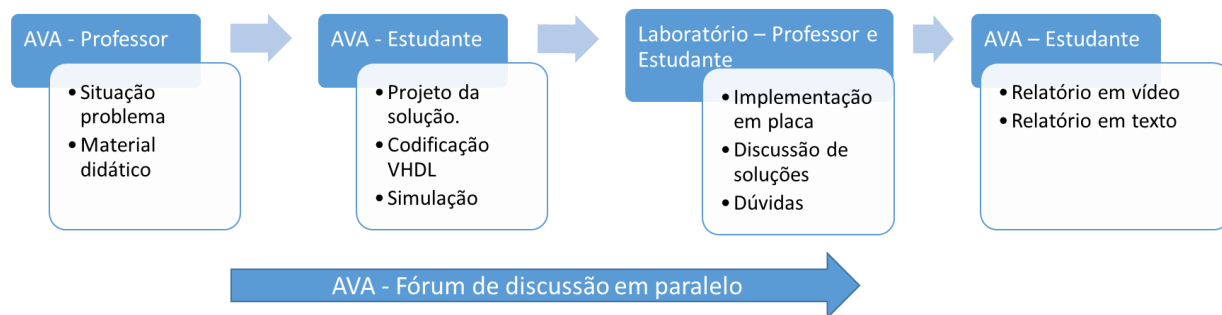 AVA - Professor
• Situação
problema
• Material
didático
AVA - Estudante
• Projeto da
solução.
• Codificação
VHDL
• Simulação
Laboratório – Professor e
Estudante
• Implementação
em placa
• Discussão de
soluções
• Dúvidas
AVA – Estudante
• Relatório em vídeo
• Relatório em texto
AVA - Fórum de discussão em paralelo